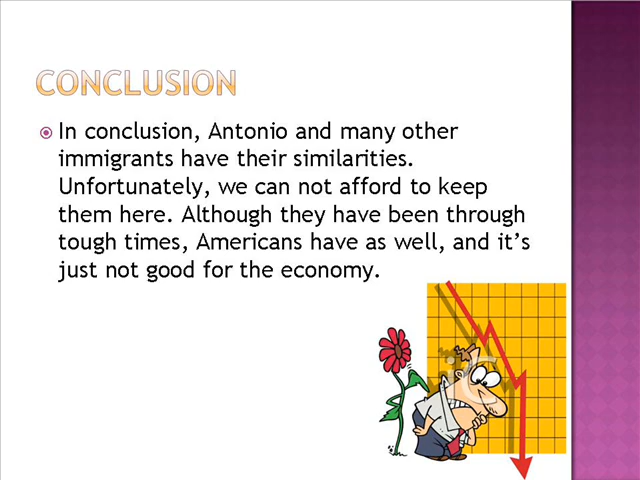 CONCLUSION
In conclusion, Antonio and many other
immigrants have their similarities.
Unfortunately, we can not afford to keep
them here. Although they have been through
tough times, Americans have as well, and it's
just not good for the economy.